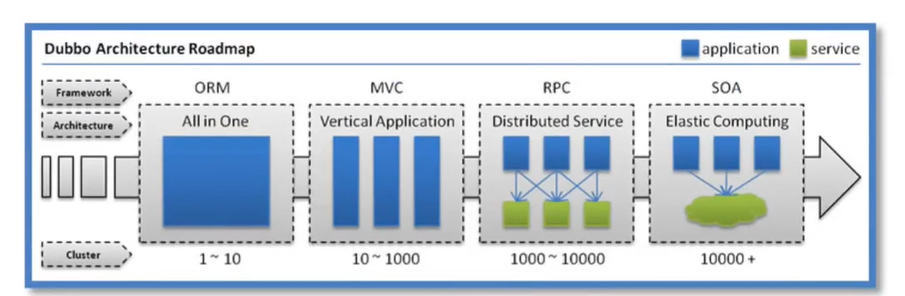 Dubbo Architecture Roadmap
application service
Framework ORM MVC RPC SOA
Architecture All in One Vertical Application Distributed Service Elastic Computing
Cluster 1 ~ 10 10 ~ 1000 1000 ~ 10000 10000 +